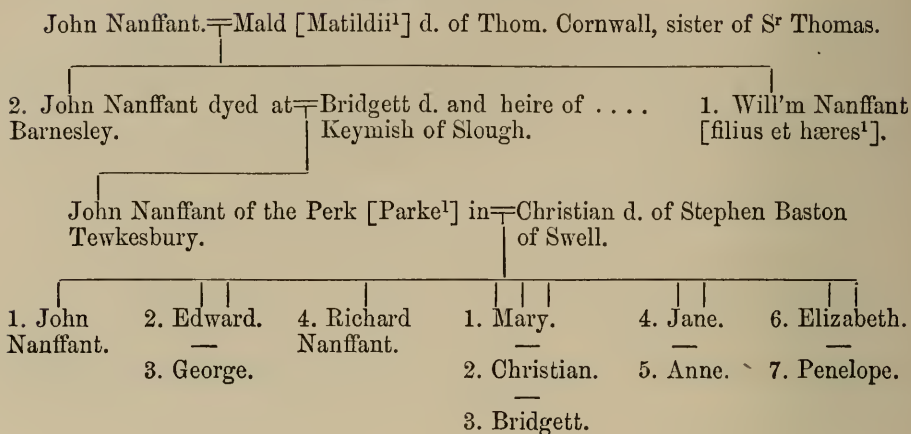 John Nanffant.=Mald [Matildii¹] d. of Thom. Cornwall, sister of Sʳ Thomas.
2. John Nanffant dyed at=Bridgett d. and heire of .... 1. Will'm Nanffant
Barnesley. Keymish of Slough. [filius et hæres¹].
John Nanffant of the Perk [Parke¹] in=Christian d. of Stephen Baston
Tewkesbury. of Swell.
1. John 2. Edward. 4. Richard 1. Mary. 4. Jane. 6. Elizabeth.
Nanffant. — Nanffant. — — —
3. George. 2. Christian. 5. Anne. 7. Penelope.
—
3. Bridgett.